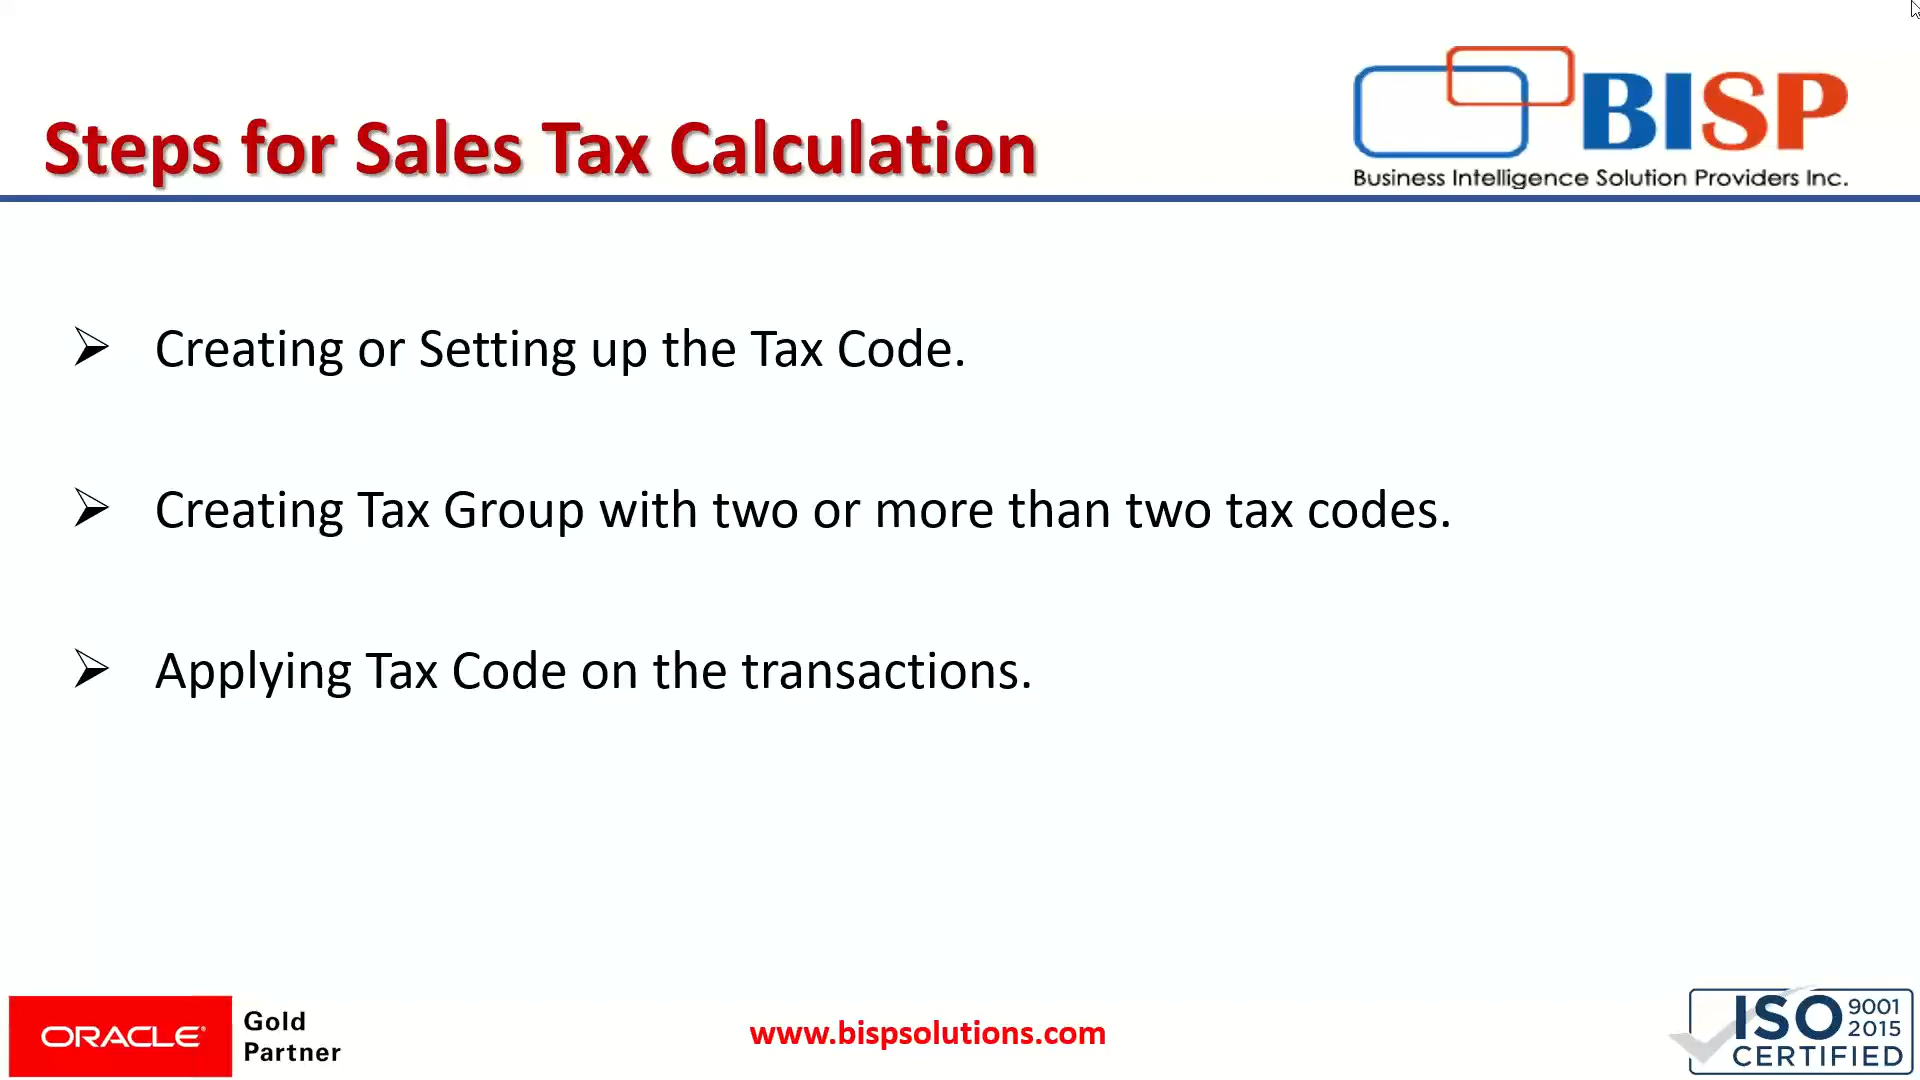 Steps for Sales Tax Calculation
BISP
Business Intelligence Solution Providers Inc.
➢ Creating or Setting up the Tax Code.
➢ Creating Tax Group with two or more than two tax codes.
➢ Applying Tax Code on the transactions.
ORACLE®
Gold
Partner
www.bispsolutions.com
ISO 9001
2015
CERTIFIED